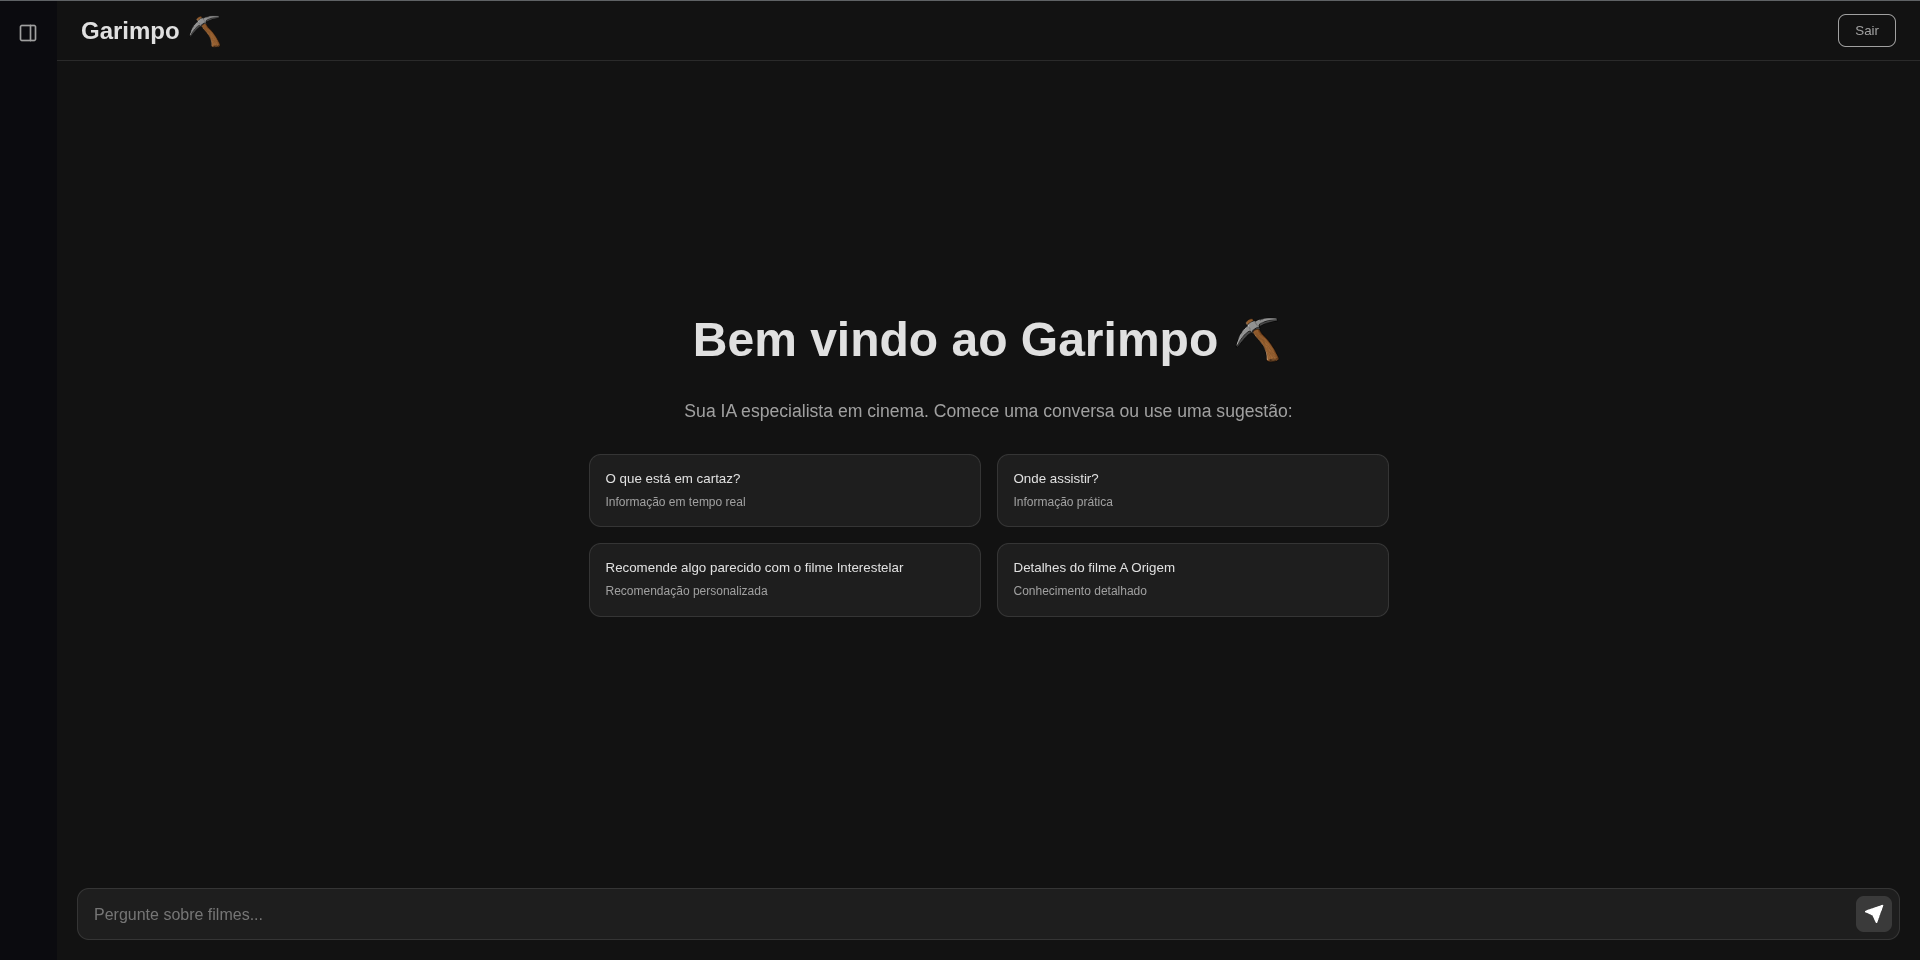 Garimpo
Sair
Bem vindo ao Garimpo
Sua IA especialista em cinema. Comece uma conversa ou use uma sugestão:
O que está em cartaz?
Informação em tempo real
Onde assistir?
Informação prática
Recomende algo parecido com o filme Interestelar
Recomendação personalizada
Detalhes do filme A Origem
Conhecimento detalhado
Pergunte sobre filmes...